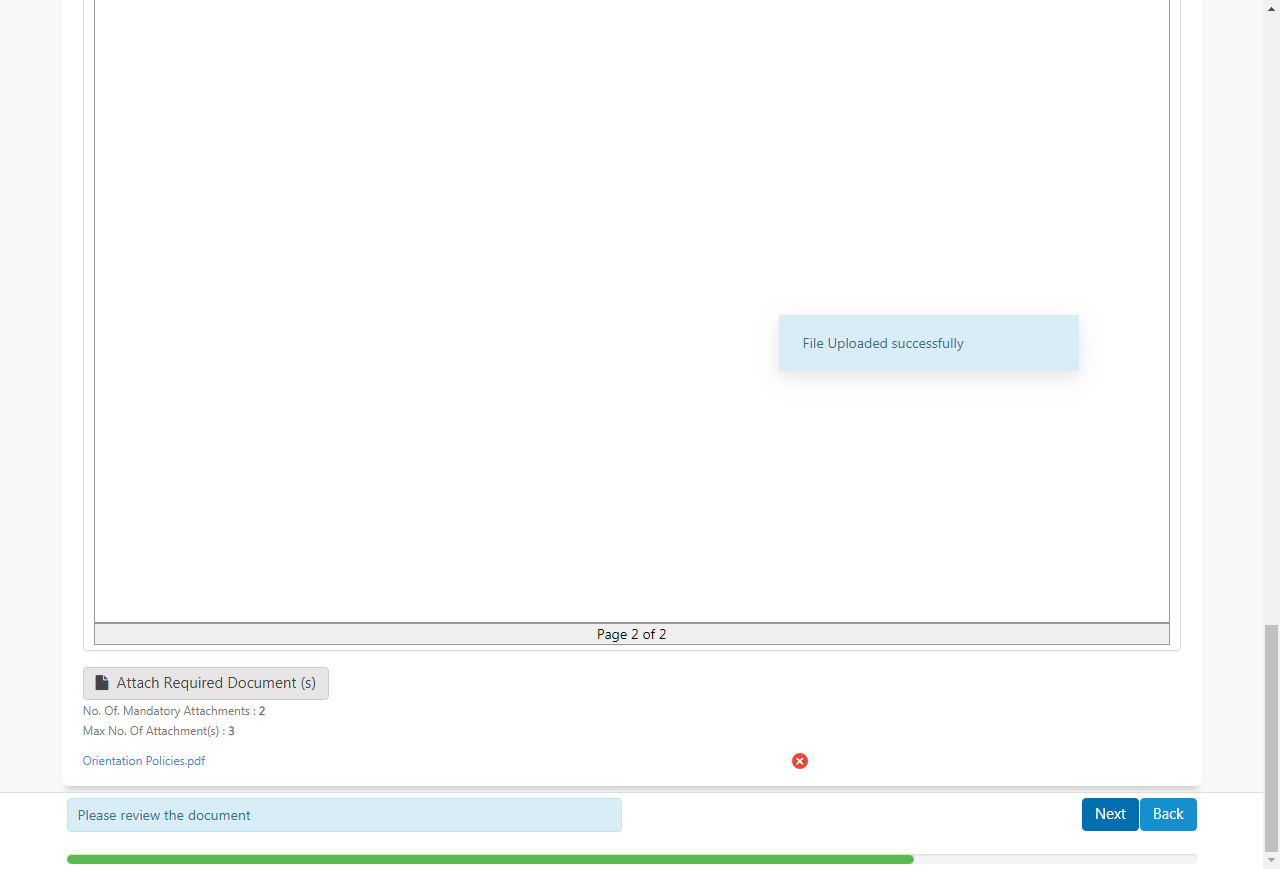 File Uploaded successfully
Page 2 of 2
Attach Required Document (s)
No. Of. Mandatory Attachments : 2
Max No. Of Attachment(s) : 3
Orientation Policies.pdf
Please review the document
Next Back